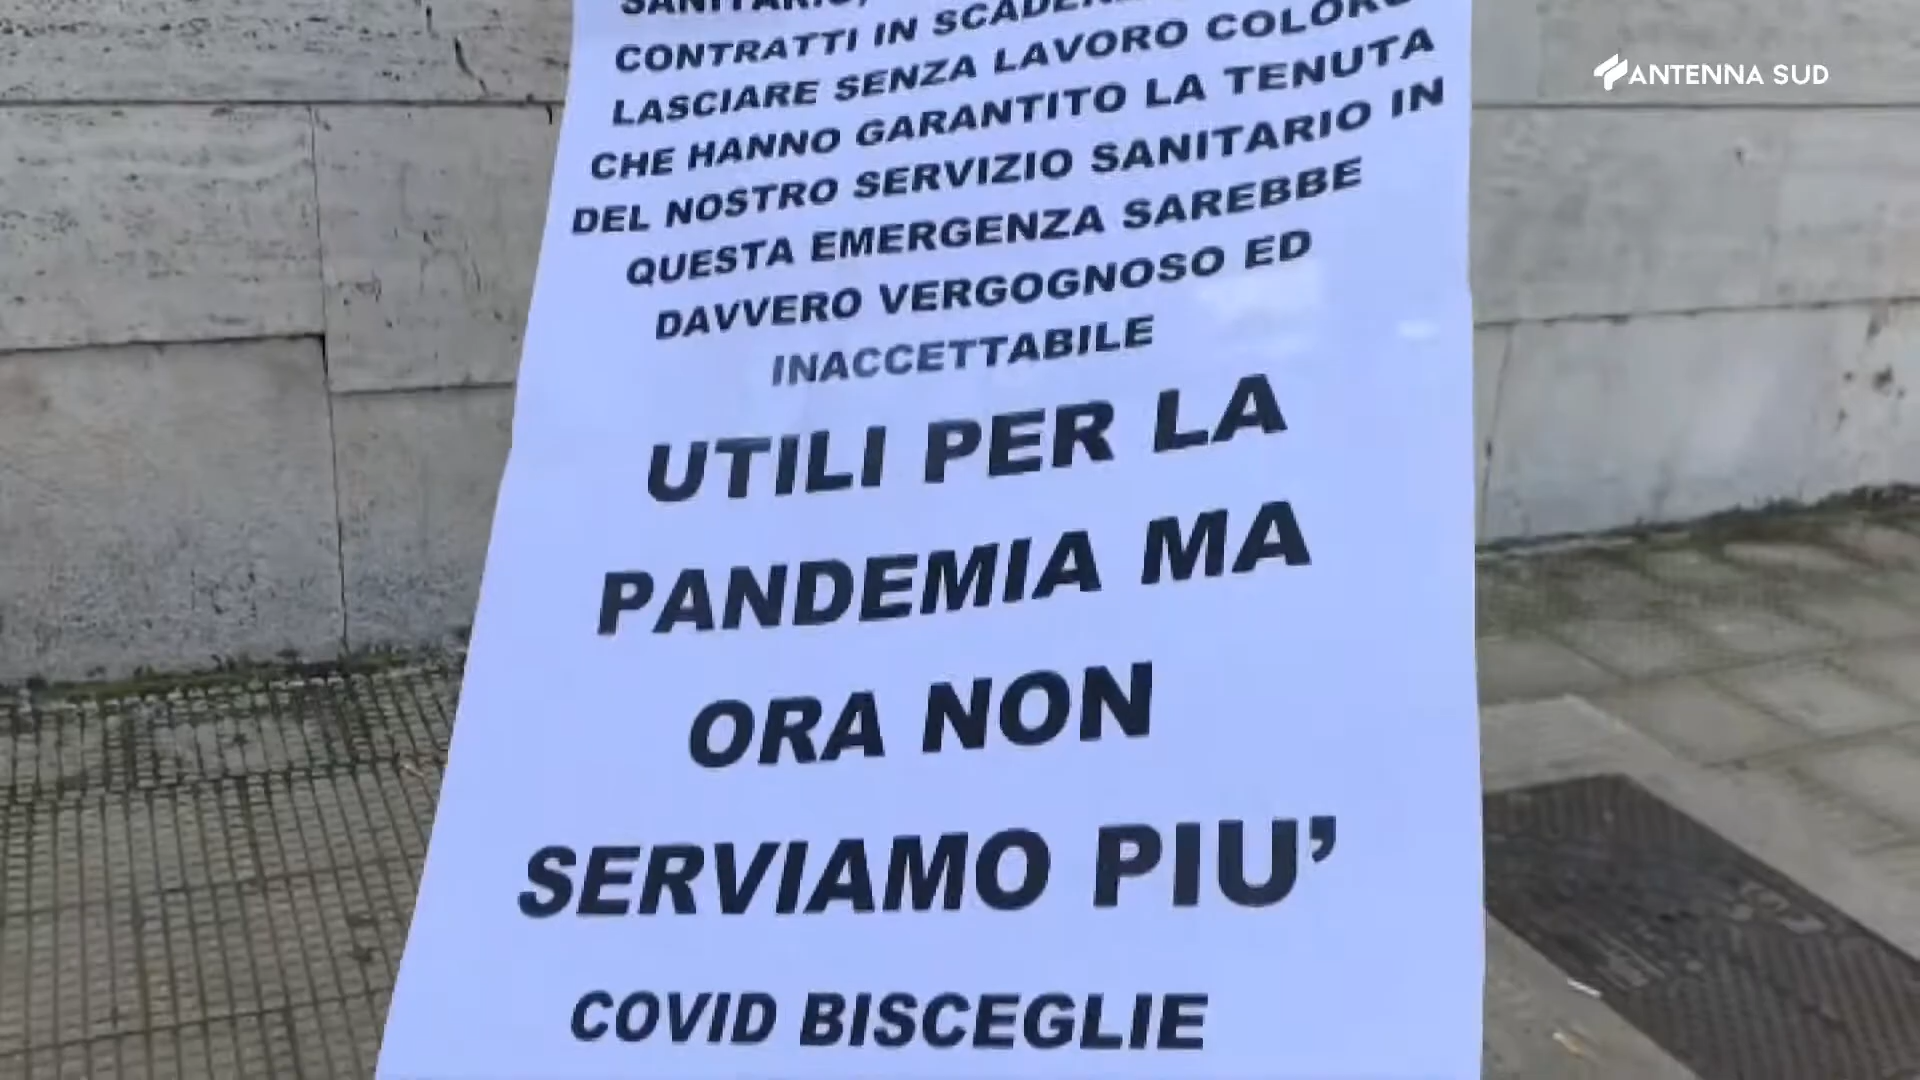 SANITARIO,
CONTRATTI IN
LASCIARE SENZA LAVORO COLORO
CHE HANNO GARANTITO LA TENUTA
DEL NOSTRO SERVIZIO SANITARIO IN
QUESTA EMERGENZA SAREBBE
DAVVERO VERGOGNOSO ED
INACCETTABILE
UTILI PER LA
PANDEMIA MA
ORA NON
SERVIAMO PIU'
COVID BISCEGLIE
ANTENNA SUD